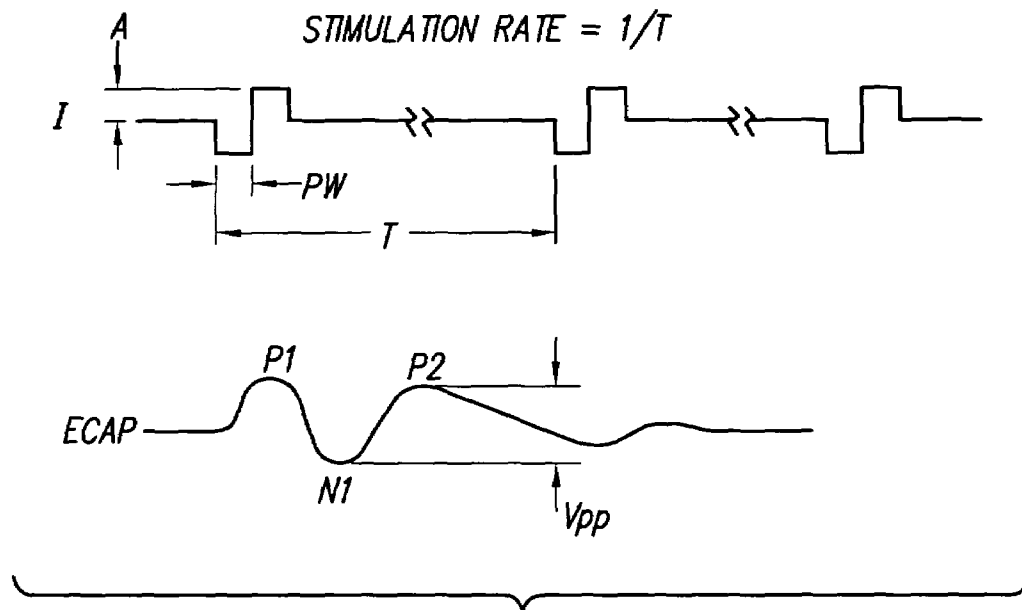 A
STIMULATION RATE = 1/T
I
PW
T
P1
P2
ECAP
N1
Vpp